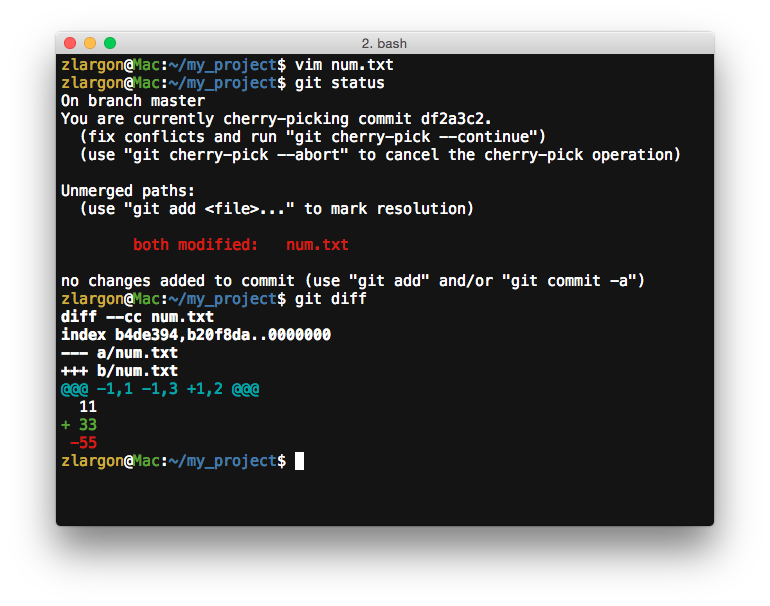 2. bash
zlargon@Mac:~/my_project$ vim num.txt
zlargon@Mac:~/my_project$ git status
On branch master
You are currently cherry-picking commit df2a3c2.
  (fix conflicts and run "git cherry-pick --continue")
  (use "git cherry-pick --abort" to cancel the cherry-pick operation)
Unmerged paths:
  (use "git add <file>..." to mark resolution)
        both modified:   num.txt
no changes added to commit (use "git add" and/or "git commit -a")
zlargon@Mac:~/my_project$ git diff
diff --cc num.txt
index b4de394,b20f8da..0000000
--- a/num.txt
+++ b/num.txt
@@@ -1,1 -1,3 +1,2 @@@
  11
+ 33
 -55
zlargon@Mac:~/my_project$